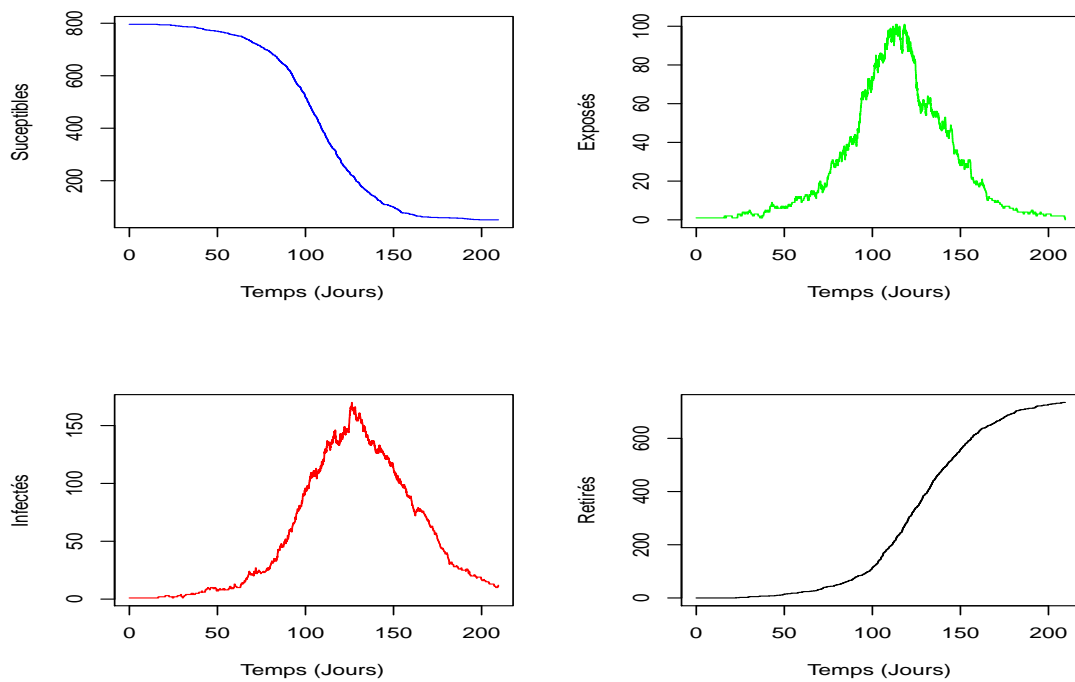 Suceptibles
200 400 600 800
0 50 100 150 200
Temps (Jours)
Exposés
0 20 40 60 80 100
0 50 100 150 200
Temps (Jours)
Infectés
0 50 100 150
0 50 100 150 200
Temps (Jours)
Retirés
0 200 400 600
0 50 100 150 200
Temps (Jours)